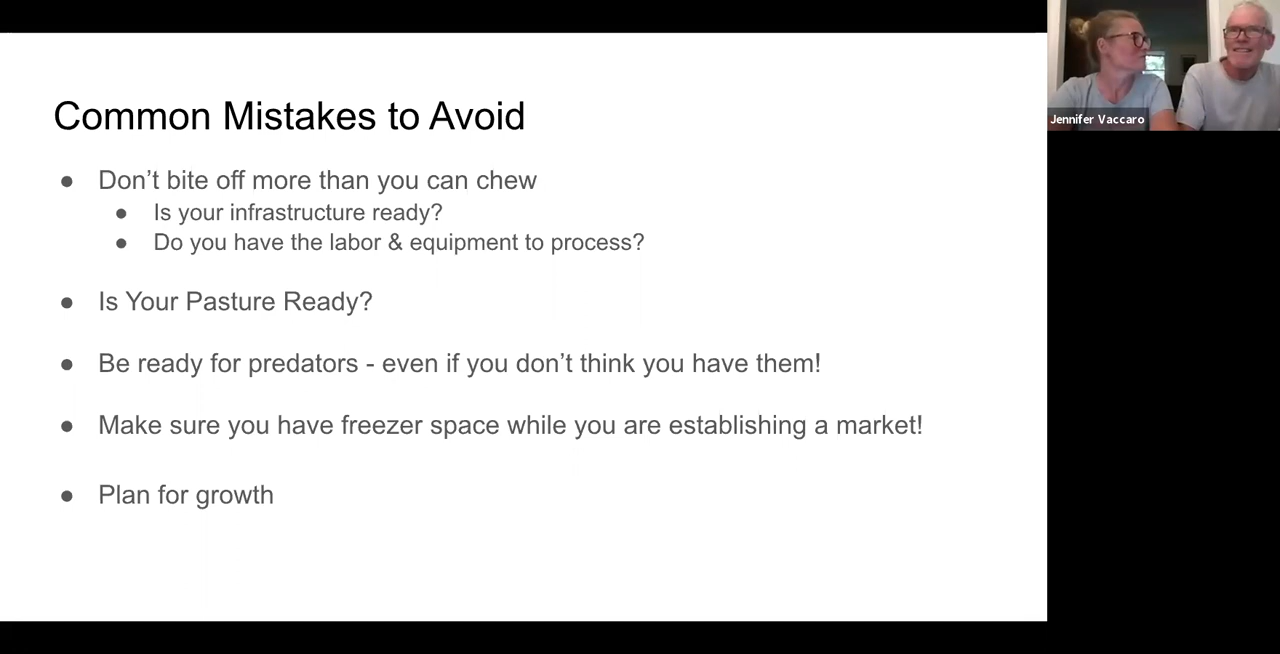 Common Mistakes to Avoid
● Don’t bite off more than you can chew
● Is your infrastructure ready?
● Do you have the labor & equipment to process?
● Is Your Pasture Ready?
● Be ready for predators - even if you don’t think you have them!
● Make sure you have freezer space while you are establishing a market!
● Plan for growth
Jennifer Vaccaro